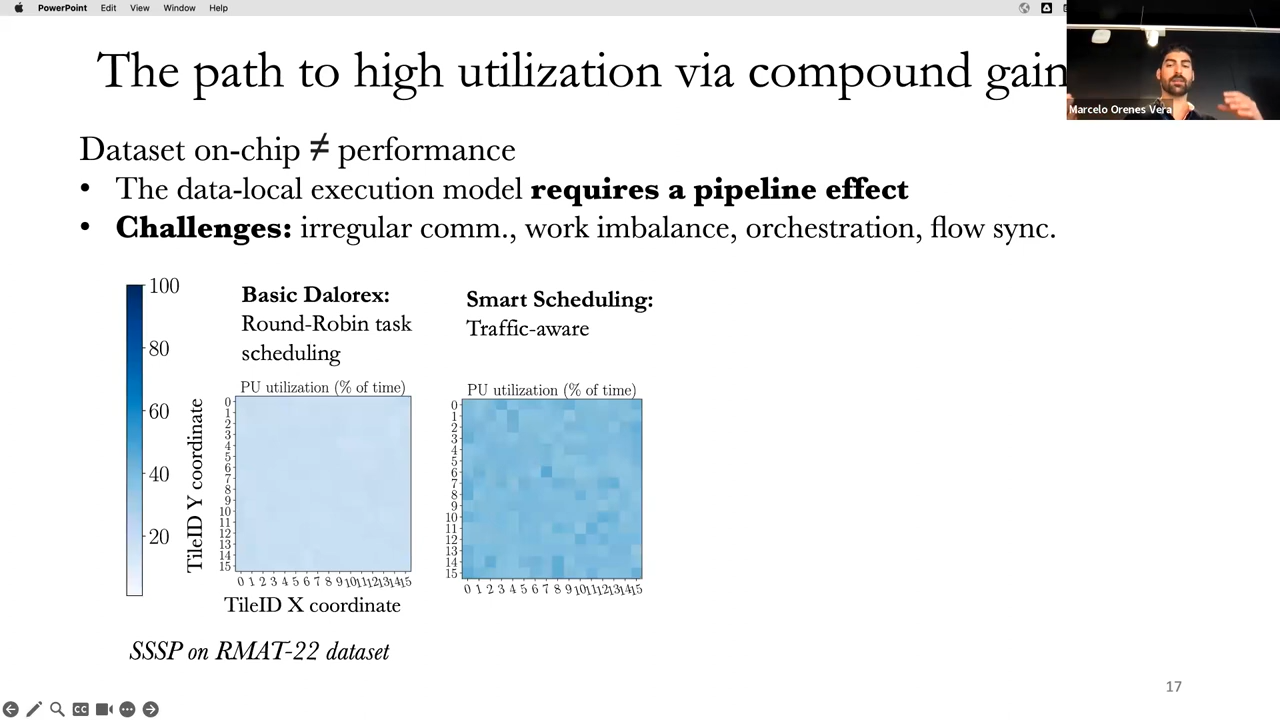 PowerPoint Edit View Window Help
The path to high utilization via compound gain
Marcelo Orenes Vera
Dataset on-chip ≠ performance
• The data-local execution model requires a pipeline effect
• Challenges: irregular comm., work imbalance, orchestration, flow sync.
100
80
60
40
20
Basic Dalorex:
Round-Robin task
scheduling
PU utilization (% of time)
TileID Y coordinate
0
1
2
3
4
5
6
7
8
9
10
11
12
13
14
15
0 1 2 3 4 5 6 7 8 9 10 11 12 13 14 15
TileID X coordinate
Smart Scheduling:
Traffic-aware
PU utilization (% of time)
0
1
2
3
4
5
6
7
8
9
10
11
12
13
14
15
0 1 2 3 4 5 6 7 8 9 10 11 12 13 14 15
SSSP on RMAT-22 dataset
17
CC